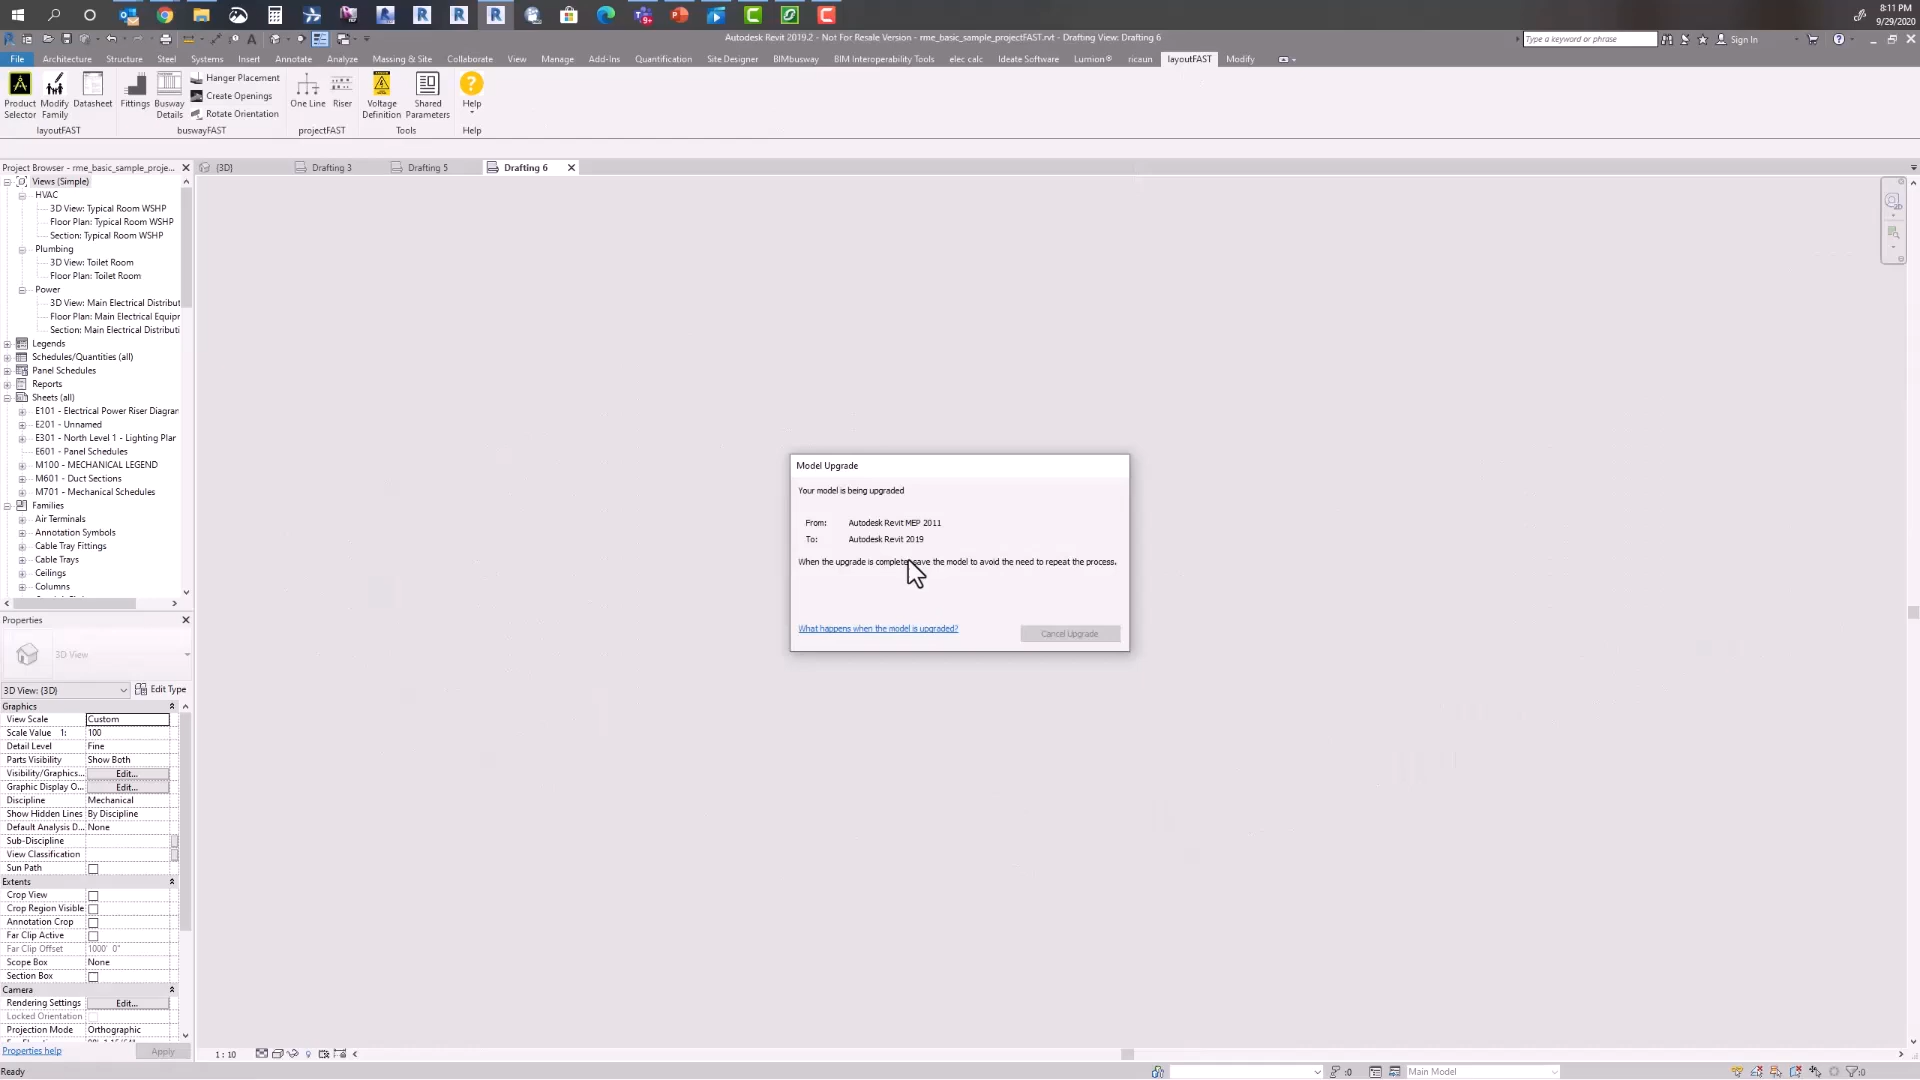 8:11 PM
9/29/2020
Autodesk Revit 2019.2 - Not For Resale Version - rme_basic_sample_projectFAST.rvt - Drafting View: Drafting 6
Type a keyword or phrase
Sign In
File Architecture Structure Steel Systems Insert Annotate Analyze Massing & Site Collaborate View Manage Add-Ins Quantification Site Designer BIMbusway BIM Interoperability Tools elec calc Ideate Software Lumion® ricaun layoutFAST Modify
Product Selector
Modify Family
Datasheet
layoutFAST
Fittings
Busway Details
Hanger Placement
Create Openings
Rotate Orientation
buswayFAST
One Line
Riser
projectFAST
Voltage Definition
Shared Parameters
Tools
Help
Help
Project Browser - rme_basic_sample_proje...
{3D}
Drafting 3
Drafting 5
Drafting 6
Views (Simple)
HVAC
3D View: Typical Room WSHP
Floor Plan: Typical Room WSHP
Section: Typical Room WSHP
Plumbing
3D View: Toilet Room
Floor Plan: Toilet Room
Power
3D View: Main Electrical Distribut
Floor Plan: Main Electrical Equipr
Section: Main Electrical Distributi
Legends
Schedules/Quantities (all)
Panel Schedules
Reports
Sheets (all)
E101 - Electrical Power Riser Diagran
E201 - Unnamed
E301 - North Level 1 - Lighting Plar
E601 - Panel Schedules
M100 - MECHANICAL LEGEND
M601 - Duct Sections
M701 - Mechanical Schedules
Families
Air Terminals
Annotation Symbols
Cable Tray Fittings
Cable Trays
Ceilings
Columns
Model Upgrade
Your model is being upgraded
From: Autodesk Revit MEP 2011
To: Autodesk Revit 2019
When the upgrade is complete, save the model to avoid the need to repeat the process.
What happens when the model is upgraded?
Cancel Upgrade
Properties
3D View
3D View: {3D}
Edit Type
Graphics
View Scale Custom
Scale Value 1: 100
Detail Level Fine
Parts Visibility Show Both
Visibility/Graphics... Edit...
Graphic Display O... Edit...
Discipline Mechanical
Show Hidden Lines By Discipline
Default Analysis D... None
Sub-Discipline
View Classification
Sun Path
Extents
Crop View
Crop Region Visible
Annotation Crop
Far Clip Active
Far Clip Offset 1000' 0"
Scope Box None
Section Box
Camera
Rendering Settings Edit...
Locked Orientation
Projection Mode Orthographic
Properties help
Apply
1 : 10
Ready
:0
Main Model
:0